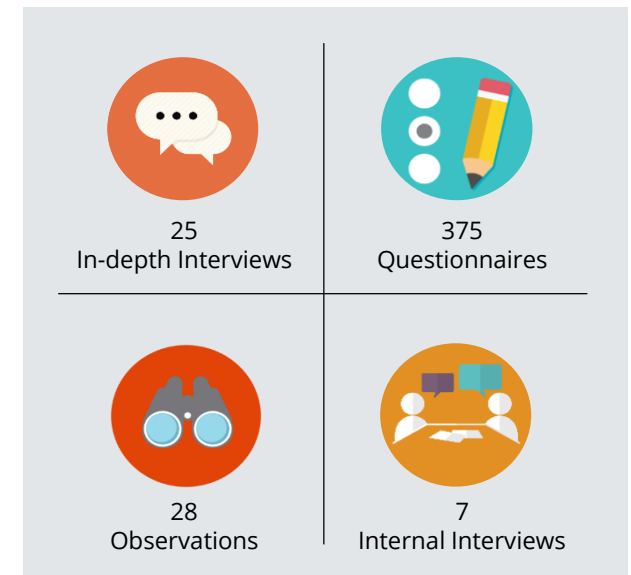 25
In-depth Interviews
375
Questionnaires
28
Observations
7
Internal Interviews